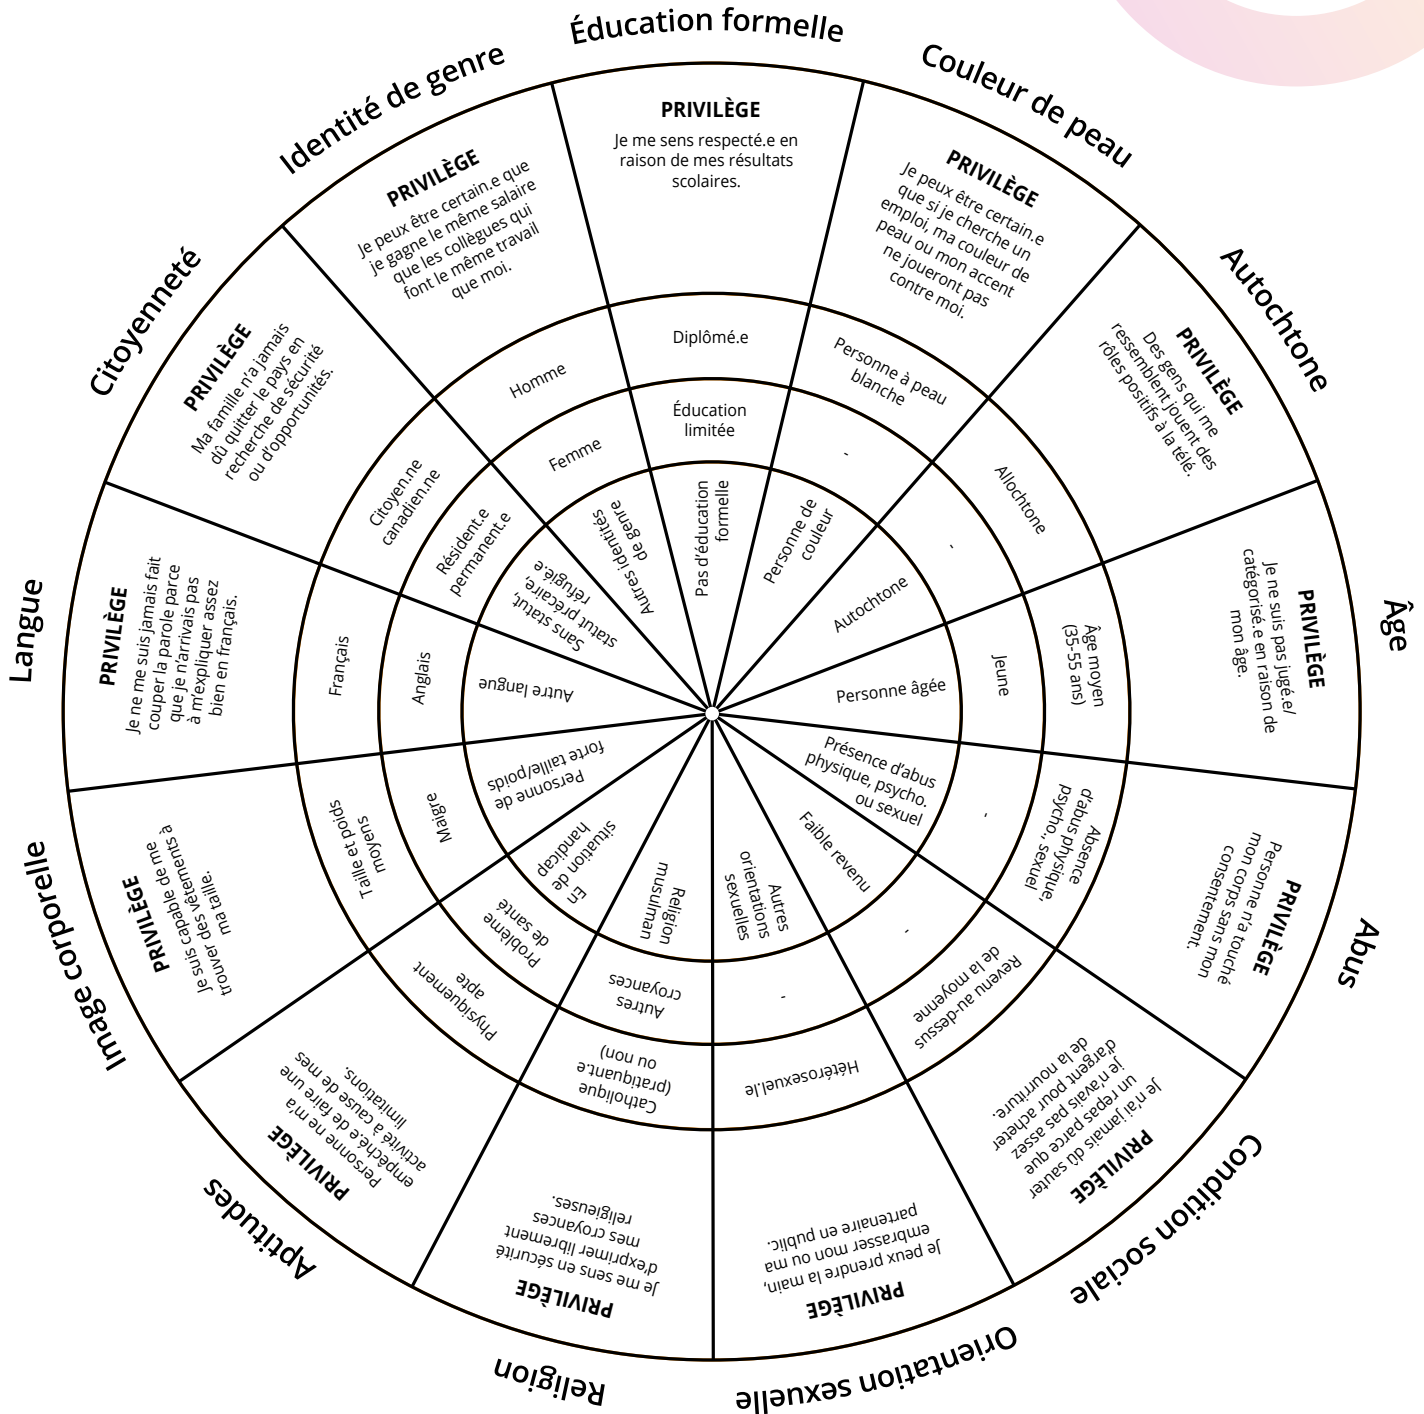 Éducation formelle
PRIVILÈGE
Je me sens respecté.e en
raison de mes résultats
scolaires.
Diplômé.e
Éducation
limitée
Pas d'éducation
formelle
Couleur de peau
PRIVILÈGE
Je peux être certain.e
que si je cherche un
emploi, ma couleur de
peau ou mon accent
ne joueront pas
contre moi.
Personne à peau
blanche
-
Personne de
couleur
Autochtone
PRIVILÈGE
Des gens qui me
ressemblent jouent des
rôles positifs à la télé.
Allochtone
-
Autochtone
Âge
PRIVILÈGE
Je ne suis pas jugé.e/
catégorisé.e en raison de
mon âge.
Âge moyen
(35-55 ans)
Jeune
Personne âgée
Abus
PRIVILÈGE
Personne n'a touché
mon corps sans mon
consentement.
Absence
d'abus physique,
psycho., sexuel
-
Présence d'abus
physique, psycho.
ou sexuel
Condition sociale
PRIVILÈGE
Je n'ai jamais dû sauter
un repas parce que
je n'avais pas assez
d'argent pour acheter
de la nourriture.
Revenu au-dessus
de la moyenne
-
Faible revenu
Orientation sexuelle
PRIVILÈGE
Je peux prendre la main,
embrasser mon ou ma
partenaire en public.
Hétérosexuel.le
-
Autres
orientations
sexuelles
Religion
PRIVILÈGE
Je me sens en sécurité
d'exprimer librement
mes croyances
religieuses.
Catholique
(pratiquant.e
ou non)
Autres
croyances
Religion
musulman
Aptitudes
PRIVILÈGE
Personne ne m'a
empêché.e de faire une
activité à cause de mes
limitations.
Physiquement
apte
Problème
de santé
En
situation de
handicap
Image corporelle
PRIVILÈGE
Je suis capable de me
trouver des vêtements à
ma taille.
Taille et poids
moyens
Maigre
Personne de
forte taille/poids
Langue
PRIVILÈGE
Je ne me suis jamais fait
couper la parole parce
que je n'arrivais pas
à m'expliquer assez
bien en français.
Français
Anglais
Autre langue
Citoyenneté
PRIVILÈGE
Ma famille n'a jamais
dû quitter le pays en
recherche de sécurité
ou d'opportunités.
Citoyen.ne
canadien.ne
Résident.e
permanent.e
Sans statut,
statut précaire,
réfugié.e
Identité de genre
PRIVILÈGE
Je peux être certain.e que
je gagne le même salaire
que les collègues qui
font le même travail
que moi.
Homme
Femme
Autres identités
de genre